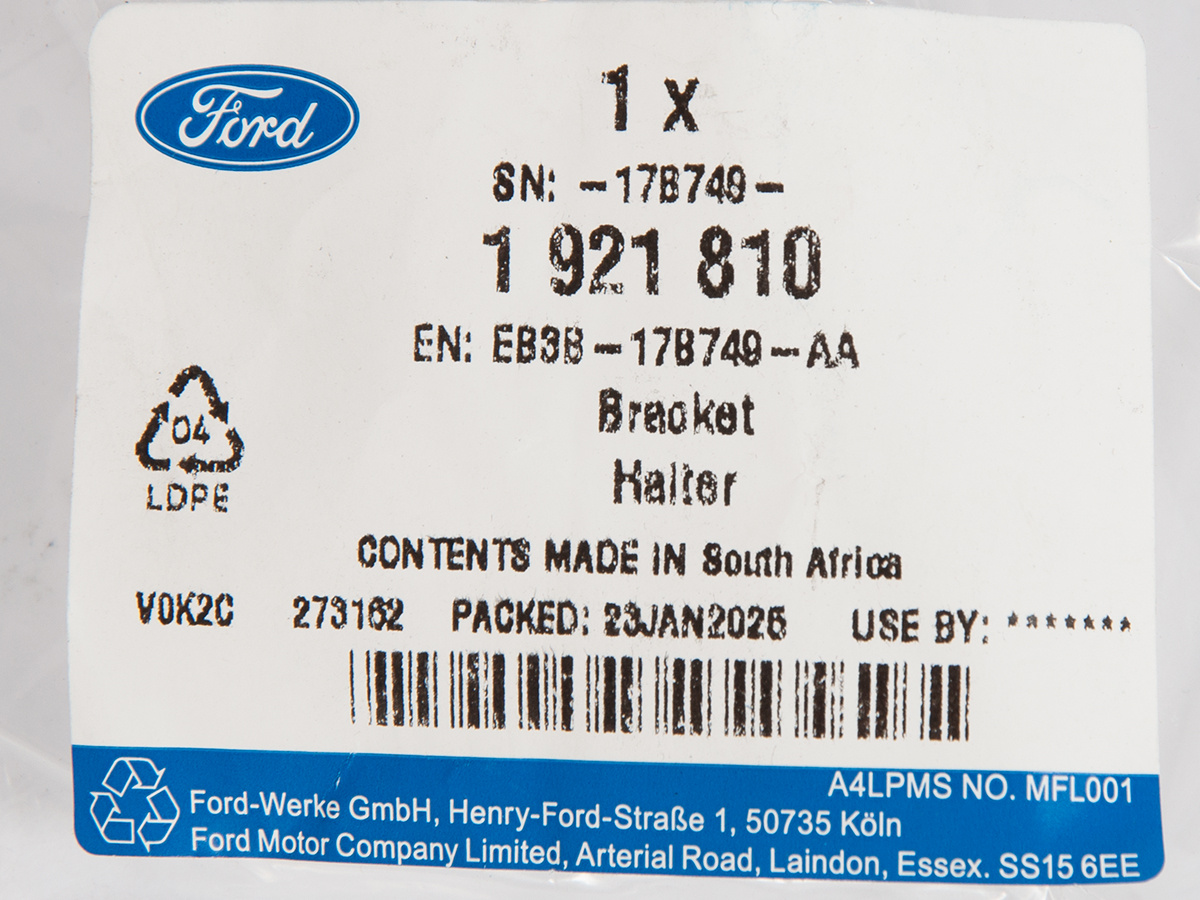 Ford
1 x
SN: -17B749-
1 921 810
EN: EB3B-17B749-AA
Bracket
Halter
04
LDPE
CONTENTS MADE IN South Africa
V0K2C 273162 PACKED: 23JAN2025 USE BY: *******
A4LPMS NO. MFL001
Ford-Werke GmbH, Henry-Ford-Straße 1, 50735 Köln
Ford Motor Company Limited, Arterial Road, Laindon, Essex. SS15 6EE